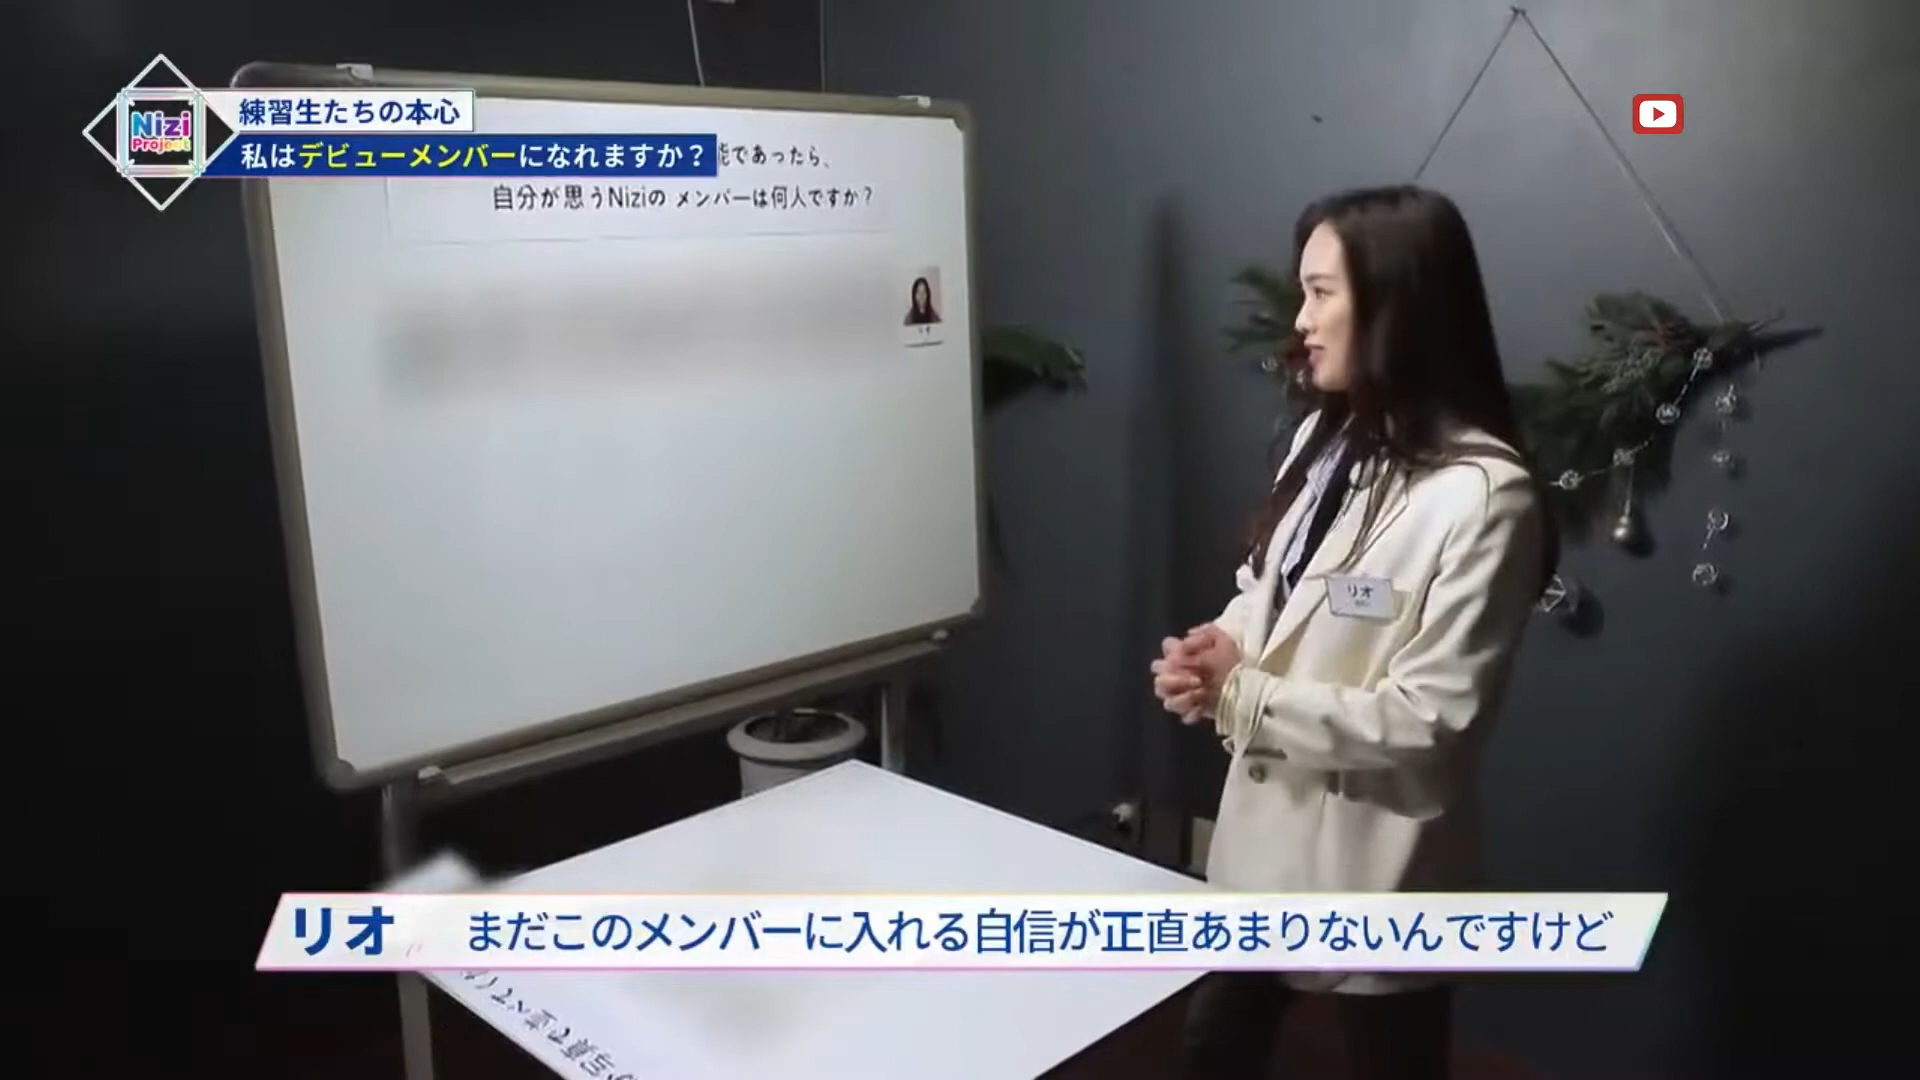 練習生たちの本心
Nizi
Project
私はデビューメンバーになれますか？
能であったら、
自分が思うNiziの メンバーは何人ですか？
リオ
リオ まだこのメンバーに入れる自信が正直あまりないんですけど